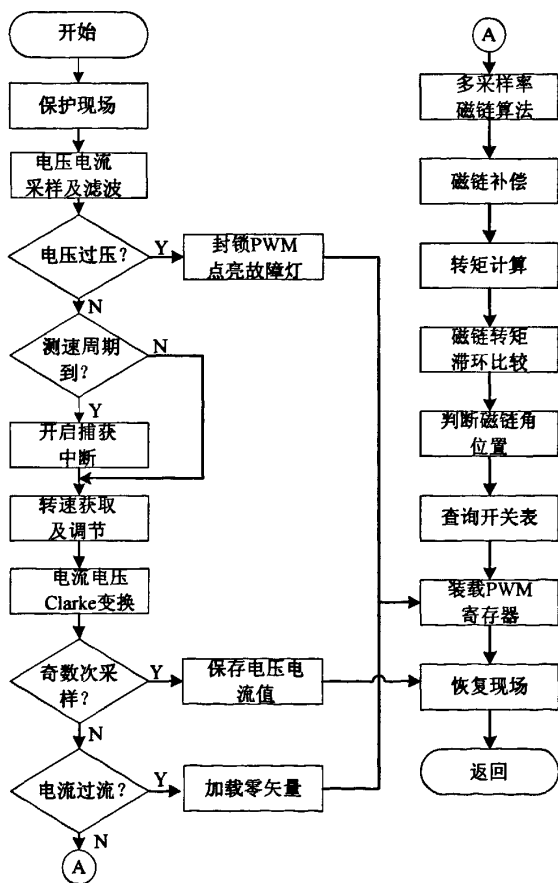 开始
保护现场
电压电流
采样及滤波
电压过压?
Y
封锁PWM
点亮故障灯
N
测速周期
到?
N
Y
开启捕获
中断
转速获取
及调节
电流电压
Clarke变换
奇数次采
样?
Y
保存电压电
流值
N
电流过流?
Y
加载零矢量
N
A
A
多采样率
磁链算法
磁链补偿
转矩计算
磁链转矩
滞环比较
判断磁链角
位置
查询开关表
装载PWM
寄存器
恢复现场
返回